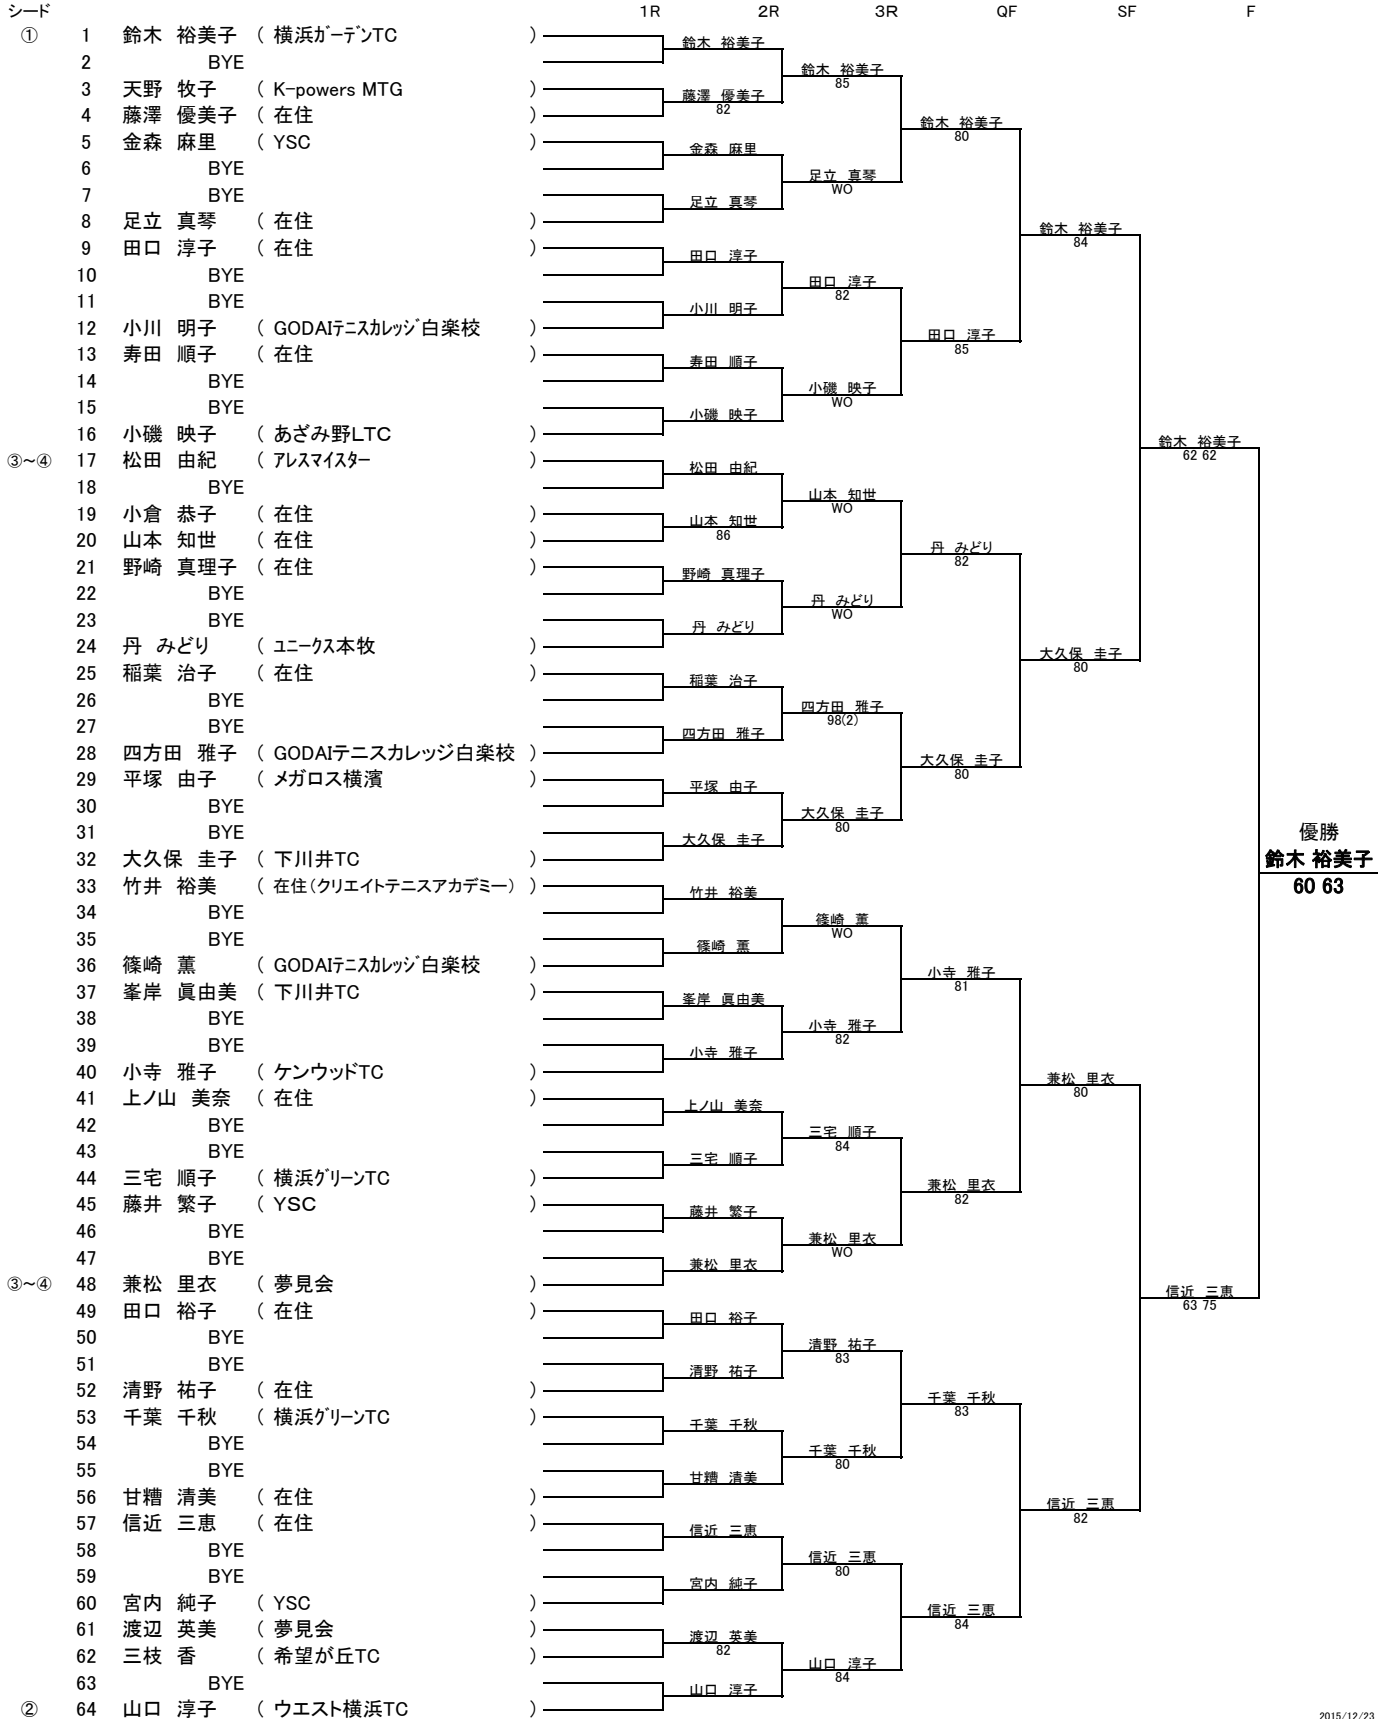 シード 1R 2R 3R QF SF F
① 1 鈴木 裕美子 ( 横浜ｶﾞｰﾃﾞﾝTC )
鈴木 裕美子
2 BYE
鈴木 裕美子
85
3 天野 牧子 ( K-powers MTG )
藤澤 優美子
82
4 藤澤 優美子 ( 在住 )
鈴木 裕美子
80
5 金森 麻里 ( YSC )
金森 麻里
6 BYE
足立 真琴
WO
7 BYE
足立 真琴
8 足立 真琴 ( 在住 )
鈴木 裕美子
84
9 田口 淳子 ( 在住 )
田口 淳子
10 BYE
田口 淳子
82
11 BYE
小川 明子
12 小川 明子 ( GODAIﾃﾆｽｶﾚｯｼﾞ白楽校 )
田口 淳子
85
13 寿田 順子 ( 在住 )
寿田 順子
14 BYE
小磯 映子
WO
15 BYE
小磯 映子
16 小磯 映子 ( あざみ野LTC )
鈴木 裕美子
62 62
③～④ 17 松田 由紀 ( ｱﾚｽﾏｲｽﾀｰ )
松田 由紀
18 BYE
山本 知世
WO
19 小倉 恭子 ( 在住 )
山本 知世
86
20 山本 知世 ( 在住 )
丹 みどり
82
21 野崎 真理子 ( 在住 )
野崎 真理子
22 BYE
丹 みどり
WO
23 BYE
丹 みどり
24 丹 みどり ( ﾕﾆｰｸｽ本牧 )
大久保 圭子
80
25 稲葉 治子 ( 在住 )
稲葉 治子
26 BYE
四方田 雅子
98(2)
27 BYE
四方田 雅子
28 四方田 雅子 ( GODAIテニスカレッジ白楽校 )
大久保 圭子
80
29 平塚 由子 ( メガロス横濱 )
平塚 由子
30 BYE
大久保 圭子
80
31 BYE
大久保 圭子
32 大久保 圭子 ( 下川井TC )
優勝
鈴木 裕美子
60 63
33 竹井 裕美 ( 在住(クリエイトテニスアカデミー) )
竹井 裕美
34 BYE
篠崎 薫
WO
35 BYE
篠崎 薫
36 篠崎 薫 ( GODAIﾃﾆｽｶﾚｯｼﾞ白楽校 )
小寺 雅子
81
37 峯岸 眞由美 ( 下川井TC )
峯岸 眞由美
38 BYE
小寺 雅子
82
39 BYE
小寺 雅子
40 小寺 雅子 ( ケンウッドTC )
兼松 里衣
80
41 上ノ山 美奈 ( 在住 )
上ノ山 美奈
42 BYE
三宅 順子
84
43 BYE
三宅 順子
44 三宅 順子 ( 横浜ｸﾞﾘｰﾝTC )
兼松 里衣
82
45 藤井 繁子 ( YSC )
藤井 繁子
46 BYE
兼松 里衣
WO
47 BYE
兼松 里衣
③～④ 48 兼松 里衣 ( 夢見会 )
信近 三恵
63 75
49 田口 裕子 ( 在住 )
田口 裕子
50 BYE
清野 祐子
83
51 BYE
清野 祐子
52 清野 祐子 ( 在住 )
千葉 千秋
83
53 千葉 千秋 ( 横浜ｸﾞﾘｰﾝTC )
千葉 千秋
54 BYE
千葉 千秋
80
55 BYE
甘糟 清美
56 甘糟 清美 ( 在住 )
信近 三恵
82
57 信近 三恵 ( 在住 )
信近 三恵
58 BYE
信近 三恵
80
59 BYE
宮内 純子
60 宮内 純子 ( YSC )
信近 三恵
84
61 渡辺 英美 ( 夢見会 )
渡辺 英美
82
62 三枝 香 ( 希望が丘TC )
山口 淳子
84
63 BYE
山口 淳子
② 64 山口 淳子 ( ウエスト横浜TC )
2015/12/23